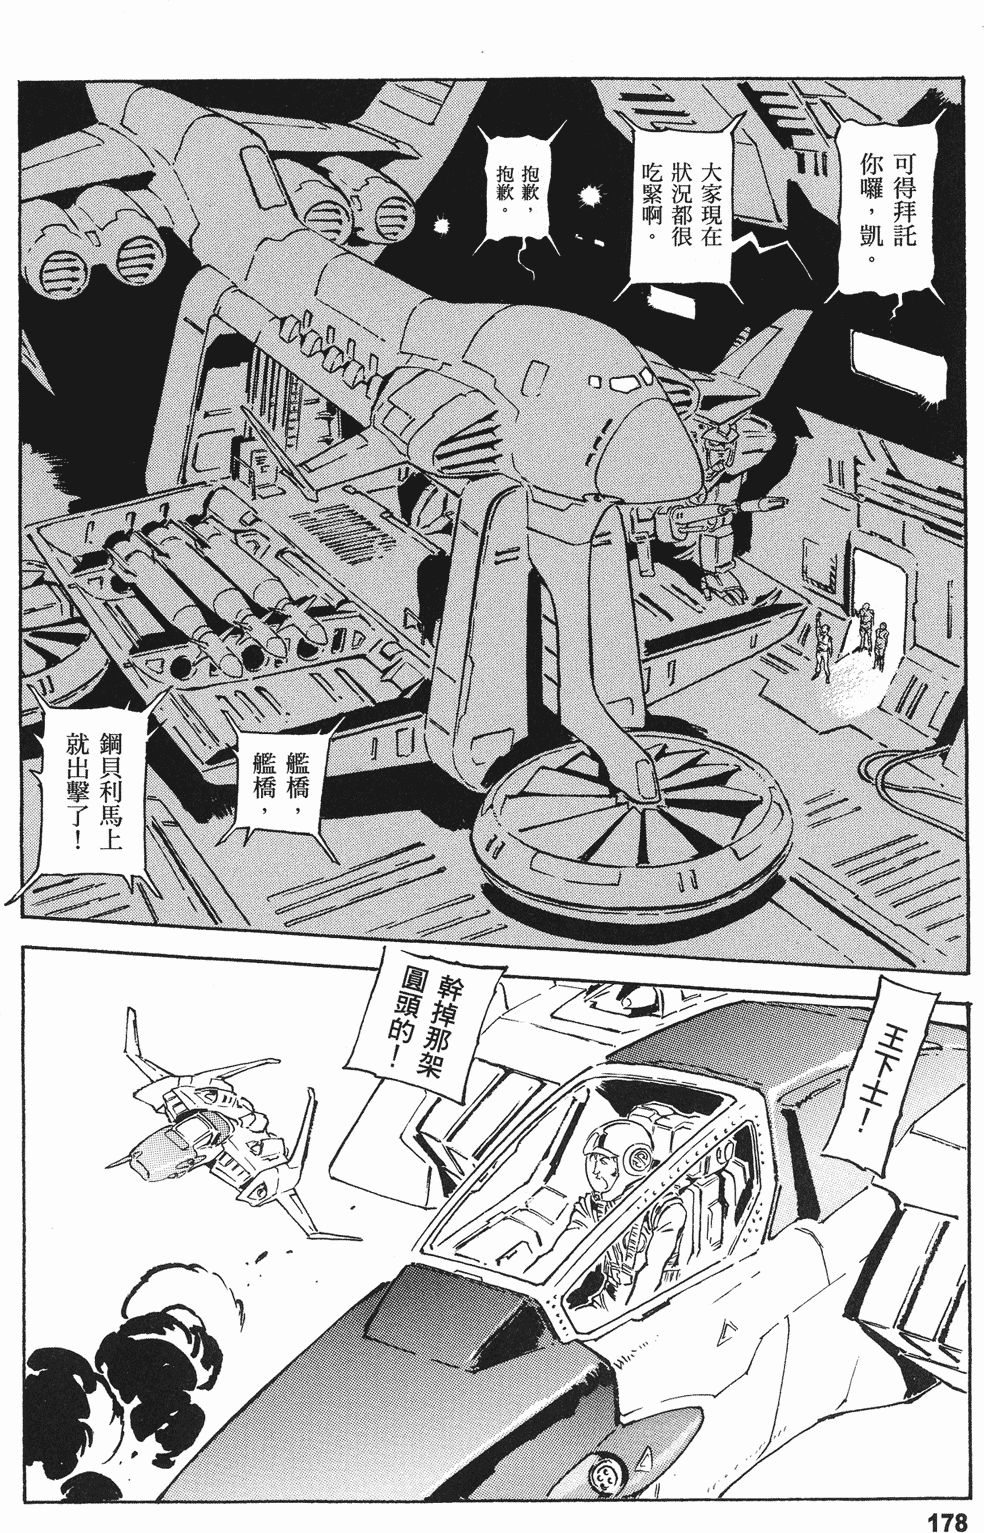 可得拜託
你囉，凱。
大家現在
狀況都很
吃緊啊。
抱歉，
抱歉。
艦橋，
艦橋，
鋼貝利馬上
就出擊了！
王下士！
幹掉那架
圓頭的！
178